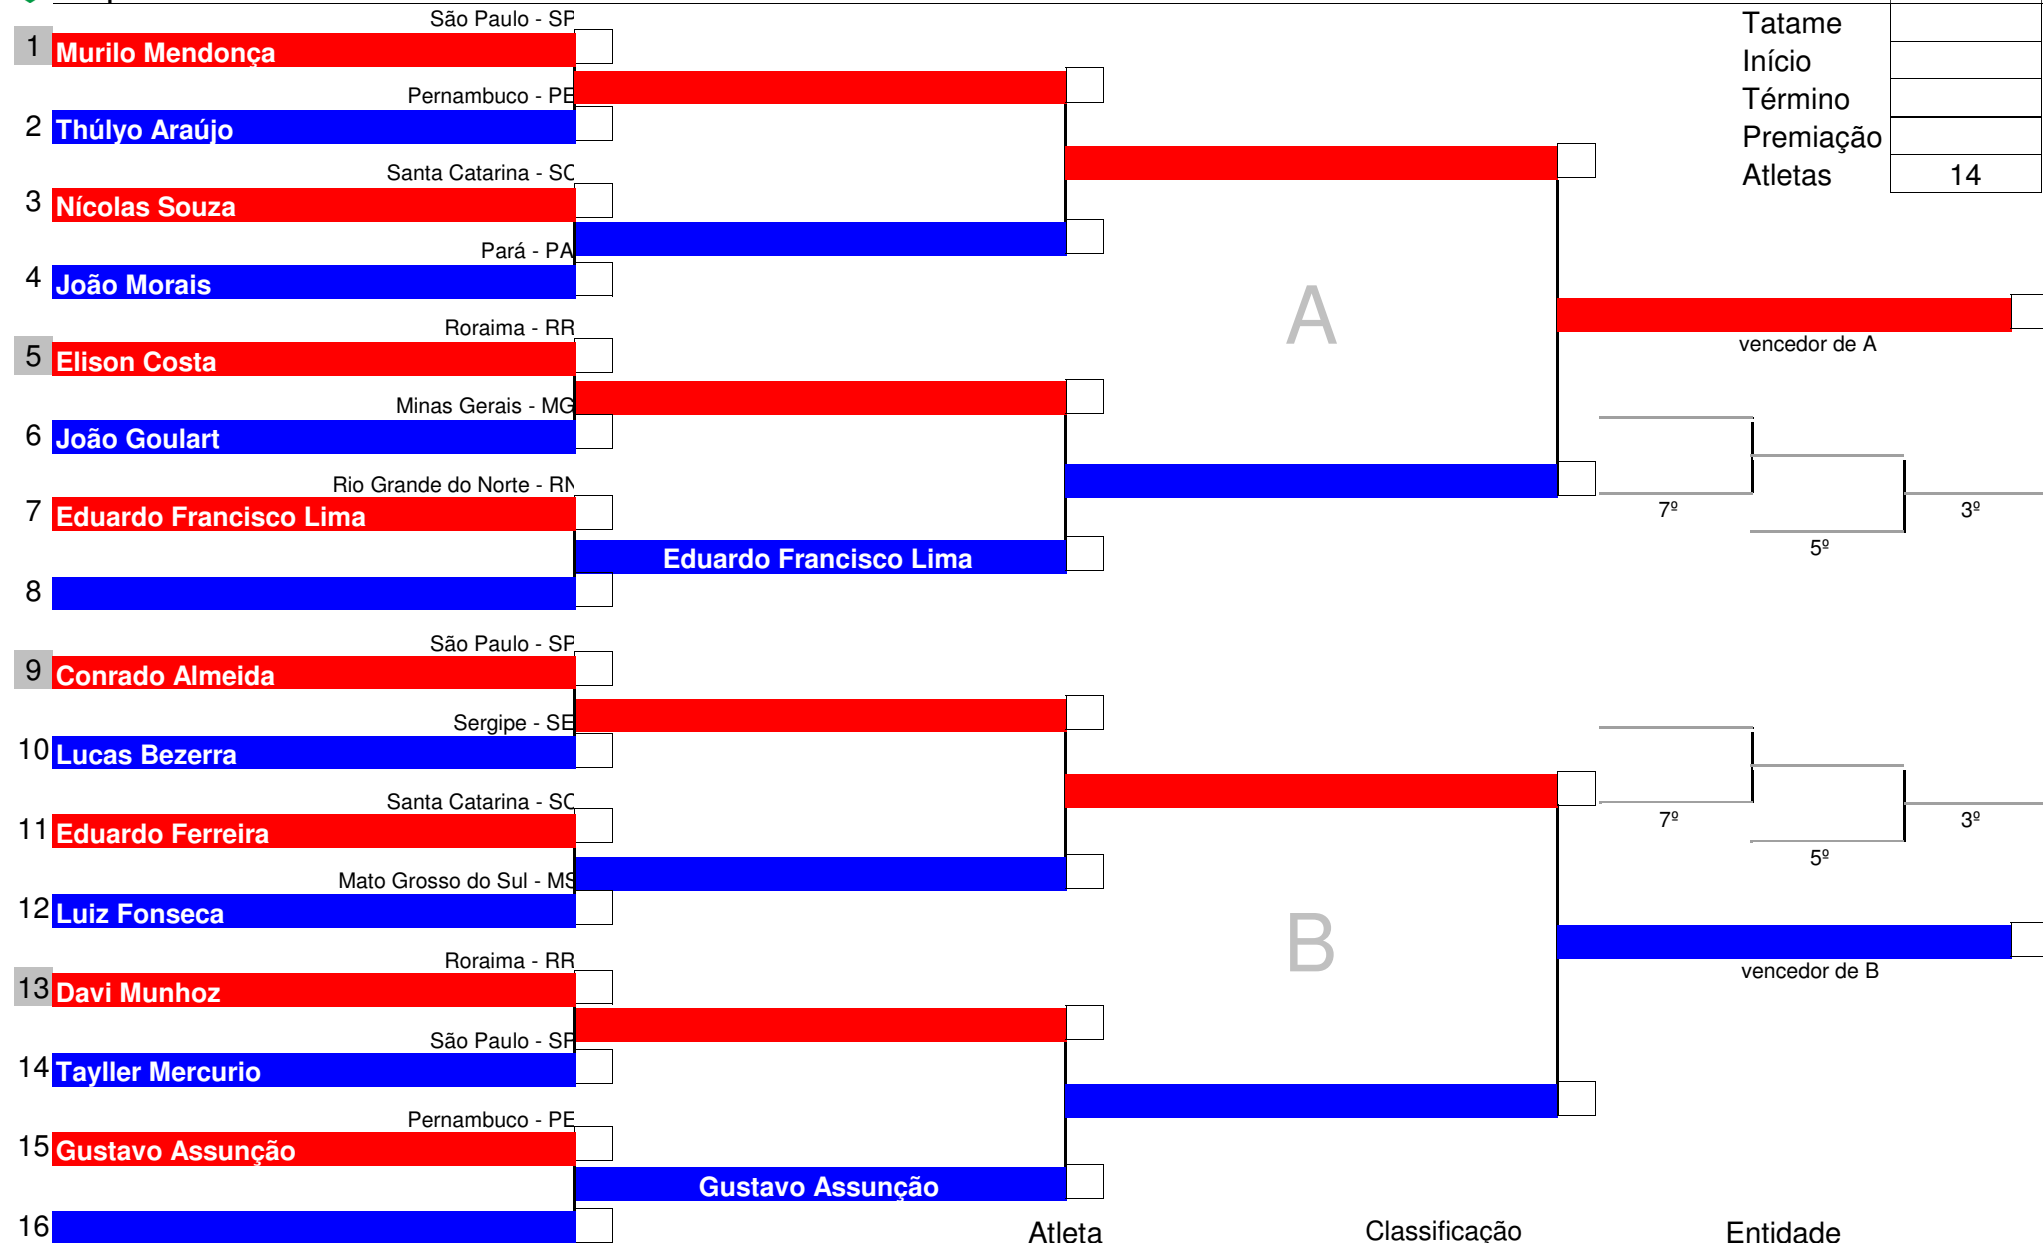 São Paulo - SP
1 Murilo Mendonça
Pernambuco - PE
2 Thúlyo Araújo
Santa Catarina - SC
3 Nícolas Souza
Pará - PA
4 João Morais
Roraima - RR
5 Elison Costa
Minas Gerais - MG
6 João Goulart
Rio Grande do Norte - RN
7 Eduardo Francisco Lima
Eduardo Francisco Lima
8
São Paulo - SP
9 Conrado Almeida
Sergipe - SE
10 Lucas Bezerra
Santa Catarina - SC
11 Eduardo Ferreira
Mato Grosso do Sul - MS
12 Luiz Fonseca
Roraima - RR
13 Davi Munhoz
São Paulo - SP
14 Tayller Mercurio
Pernambuco - PE
15 Gustavo Assunção
Gustavo Assunção
16
A
B
Tatame
Início
Término
Premiação
Atletas 14
vencedor de A
7º
3º
5º
7º
3º
5º
vencedor de B
Atleta Classificação Entidade